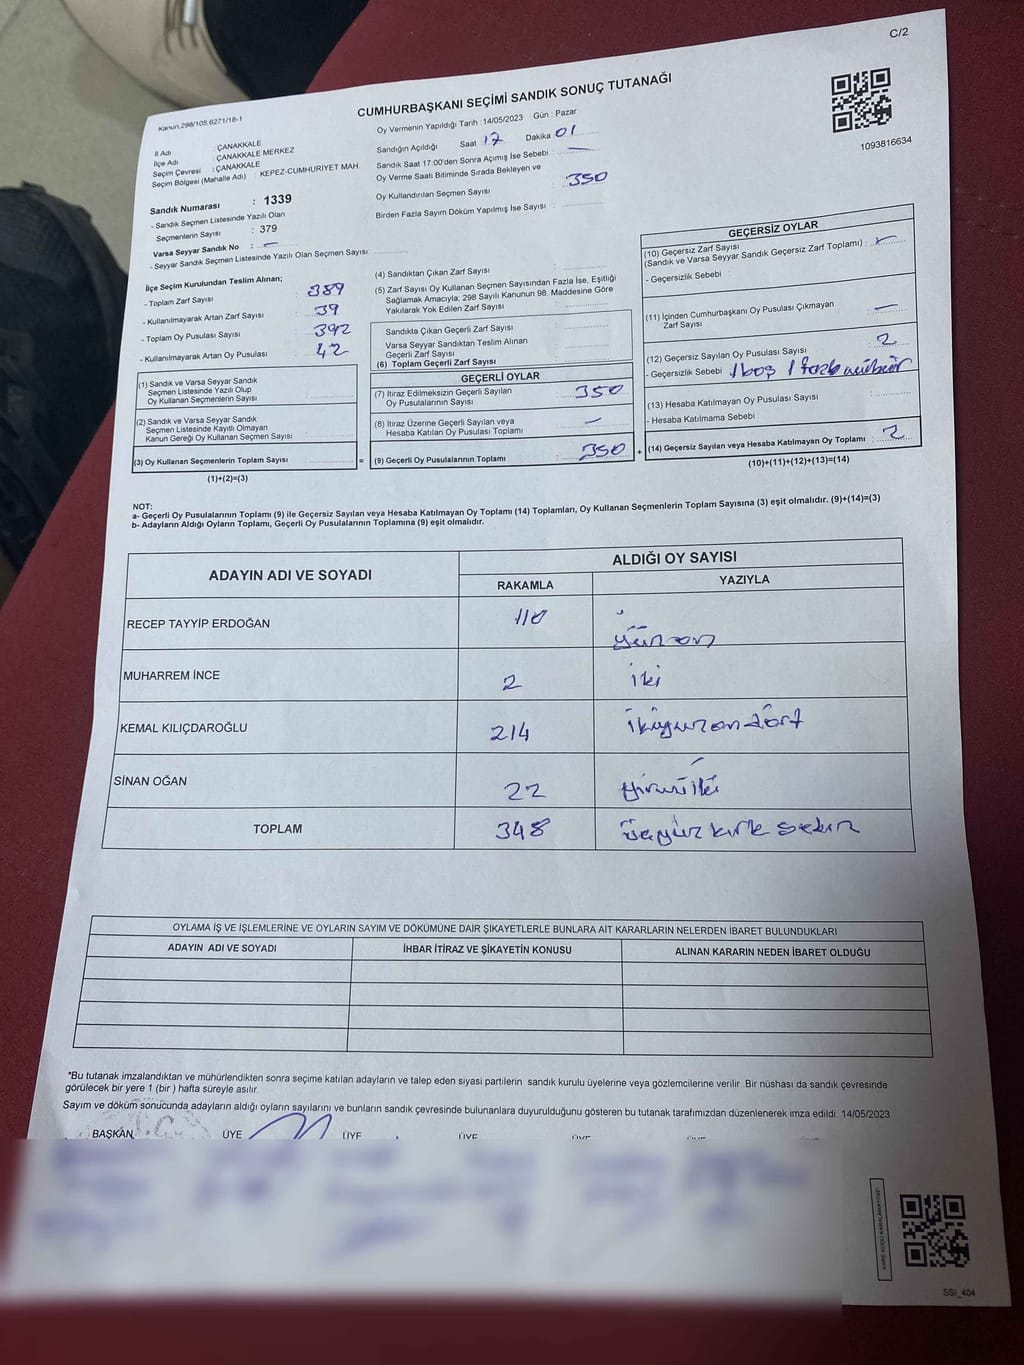 C/2
CUMHURBAŞKANI SEÇİMİ SANDIK SONUÇ TUTANAĞI
Kanun,298/105,6271/18-1
Oy Vermenin Yapıldığı Tarih : 14/05/2023 Gün : Pazar
1093816634
İl Adı : ÇANAKKALE
İlçe Adı : ÇANAKKALE MERKEZ
Seçim Çevresi : ÇANAKKALE
Seçim Bölgesi (Mahalle Adı) : KEPEZ-CUMHURIYET MAH.
Sandığın Açıldığı Saat 17 Dakika 01
Sandık Saat 17:00'den Sonra Açımış İse Sebebi : —
Oy Verme Saati Bitiminde Sırada Bekleyen ve
Oy Kullandırılan Seçmen Sayısı : 350
Birden Fazla Sayım Döküm Yapılmış İse Sayısı :
Sandık Numarası : 1339
- Sandık Seçmen Listesinde Yazılı Olan
Seçmenlerin Sayısı : 379
Varsa Seyyar Sandık No : —
- Seyyar Sandık Seçmen Listesinde Yazılı Olan Seçmen Sayısı:
İlçe Seçim Kurulundan Teslim Alınan;
- Toplam Zarf Sayısı : 389
- Kullanılmayarak Artan Zarf Sayısı : 39
- Toplam Oy Pusulası Sayısı : 392
- Kullanılmayarak Artan Oy Pusulası : 42
(1) Sandık ve Varsa Seyyar Sandık
Seçmen Listesinde Yazılı Olup
Oy Kullanan Seçmenlerin Sayısı :
(2) Sandık ve Varsa Seyyar Sandık
Seçmen Listesinde Kayıtlı Olmayan
Kanun Gereği Oy Kullanan Seçmen Sayısı :
(3) Oy Kullanan Seçmenlerin Toplam Sayısı :
(1)+(2)=(3)
(4) Sandıktan Çıkan Zarf Sayısı :
(5) Zarf Sayısı Oy Kullanan Seçmen Sayısından Fazla İse, Eşitliği
Sağlamak Amacıyla; 298 Sayılı Kanunun 98. Maddesine Göre
Yakılarak Yok Edilen Zarf Sayısı :
Sandıkta Çıkan Geçerli Zarf Sayısı :
Varsa Seyyar Sandıktan Teslim Alınan
Geçerli Zarf Sayısı :
(6) Toplam Geçerli Zarf Sayısı :
GEÇERLİ OYLAR
(7) İtiraz Edilmeksizin Geçerli Sayılan
Oy Pusulalarının Sayısı : 350
(8) İtiraz Üzerine Geçerli Sayılan veya
Hesaba Katılan Oy Pusulası Toplamı : —
= (9) Geçerli Oy Pusulalarının Toplamı : 350 +
GEÇERSİZ OYLAR
(10) Geçersiz Zarf Sayısı
(Sandık ve Varsa Seyyar Sandık Geçersiz Zarf Toplamı) : —
- Geçersizlik Sebebi :
(11) İçinden Cumhurbaşkanı Oy Pusulası Çıkmayan
Zarf Sayısı : —
(12) Geçersiz Sayılan Oy Pusulası Sayısı : 2
- Geçersizlik Sebebi : 1 boş 1 fazla mühür
(13) Hesaba Katılmayan Oy Pusulası Sayısı :
- Hesaba Katılmama Sebebi :
(14) Geçersiz Sayılan veya Hesaba Katılmayan Oy Toplamı : 2
(10)+(11)+(12)+(13)=(14)
NOT:
a- Geçerli Oy Pusulalarının Toplamı (9) ile Geçersiz Sayılan veya Hesaba Katılmayan Oy Toplamı (14) Toplamları, Oy Kullanan Seçmenlerin Toplam Sayısına (3) eşit olmalıdır. (9)+(14)=(3)
b- Adayların Aldığı Oyların Toplamı, Geçerli Oy Pusulalarının Toplamına (9) eşit olmalıdır.
ADAYIN ADI VE SOYADI ALDIĞI OY SAYISI
RAKAMLA YAZIYLA
RECEP TAYYİP ERDOĞAN 110 yüzon
MUHARREM İNCE 2 iki
KEMAL KILIÇDAROĞLU 214 ikiyüzondört
SİNAN OĞAN 22 yirmiiki
TOPLAM 348 üçyüz kırk sekiz
OYLAMA İŞ VE İŞLEMLERİNE VE OYLARIN SAYIM VE DÖKÜMÜNE DAİR ŞİKAYETLERLE BUNLARA AİT KARARLARIN NELERDEN İBARET BULUNDUKLARI
ADAYIN ADI VE SOYADI İHBAR İTİRAZ VE ŞİKAYETİN KONUSU ALINAN KARARIN NEDEN İBARET OLDUĞU
*Bu tutanak imzalandıktan ve mühürlendikten sonra seçime katılan adayların ve talep eden siyasi partilerin sandık kurulu üyelerine veya gözlemcilerine verilir. Bir nüshası da sandık çevresinde
görülecek bir yere 1 (bir ) hafta süreyle asılır.
Sayım ve döküm sonucunda adayların aldığı oyların sayılarını ve bunların sandık çevresinde bulunanlara duyurulduğunu gösteren bu tutanak tarafımızdan düzenlenerek imza edildi. 14/05/2023
BAŞKAN ÜYE ÜYE ÜYE
KARE KODU KARALAMAYINIZ!
SSI_404